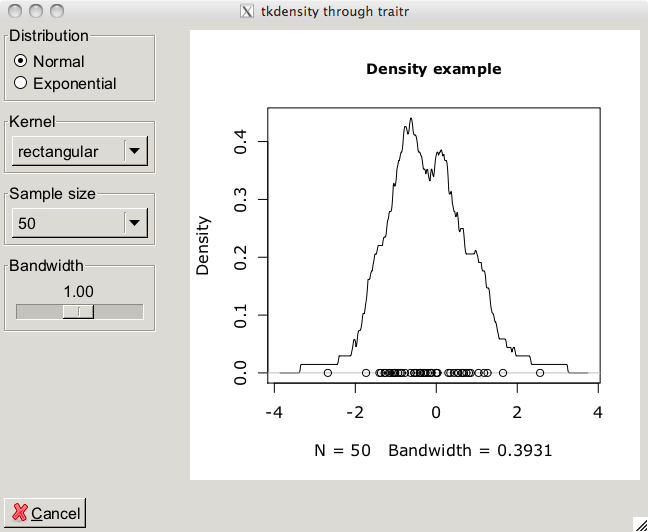 tkdensity through traitr
Distribution
Normal
Exponential
Kernel
rectangular
Sample size
50
Bandwidth
1.00
Cancel
Density example
Density
0.4
0.3
0.2
0.1
0.0
-4 -2 0 2 4
N = 50 Bandwidth = 0.3931